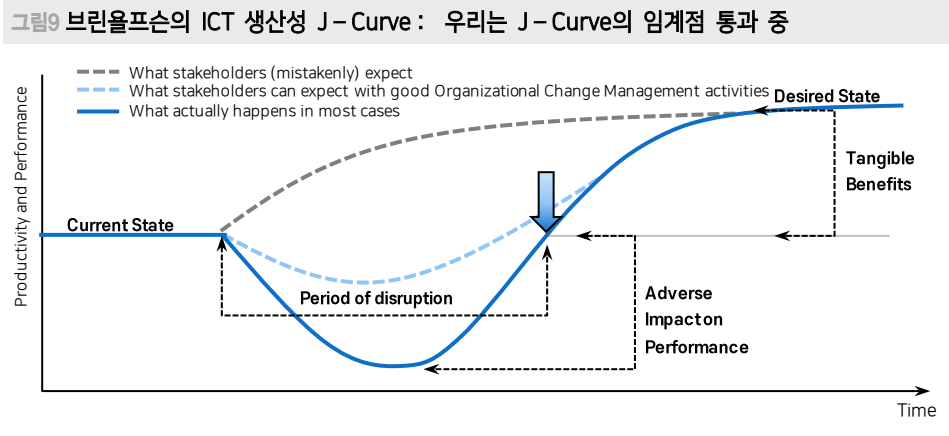 그림9 브린욜프슨의 ICT 생산성 J – Curve : 우리는 J – Curve의 임계점 통과 중
What stakeholders (mistakenly) expect
What stakeholders can expect with good Organizational Change Management activities
What actually happens in most cases
Desired State
Productivity and Performance
Current State
Tangible
Benefits
Period of disruption
Adverse
Impact on
Performance
Time